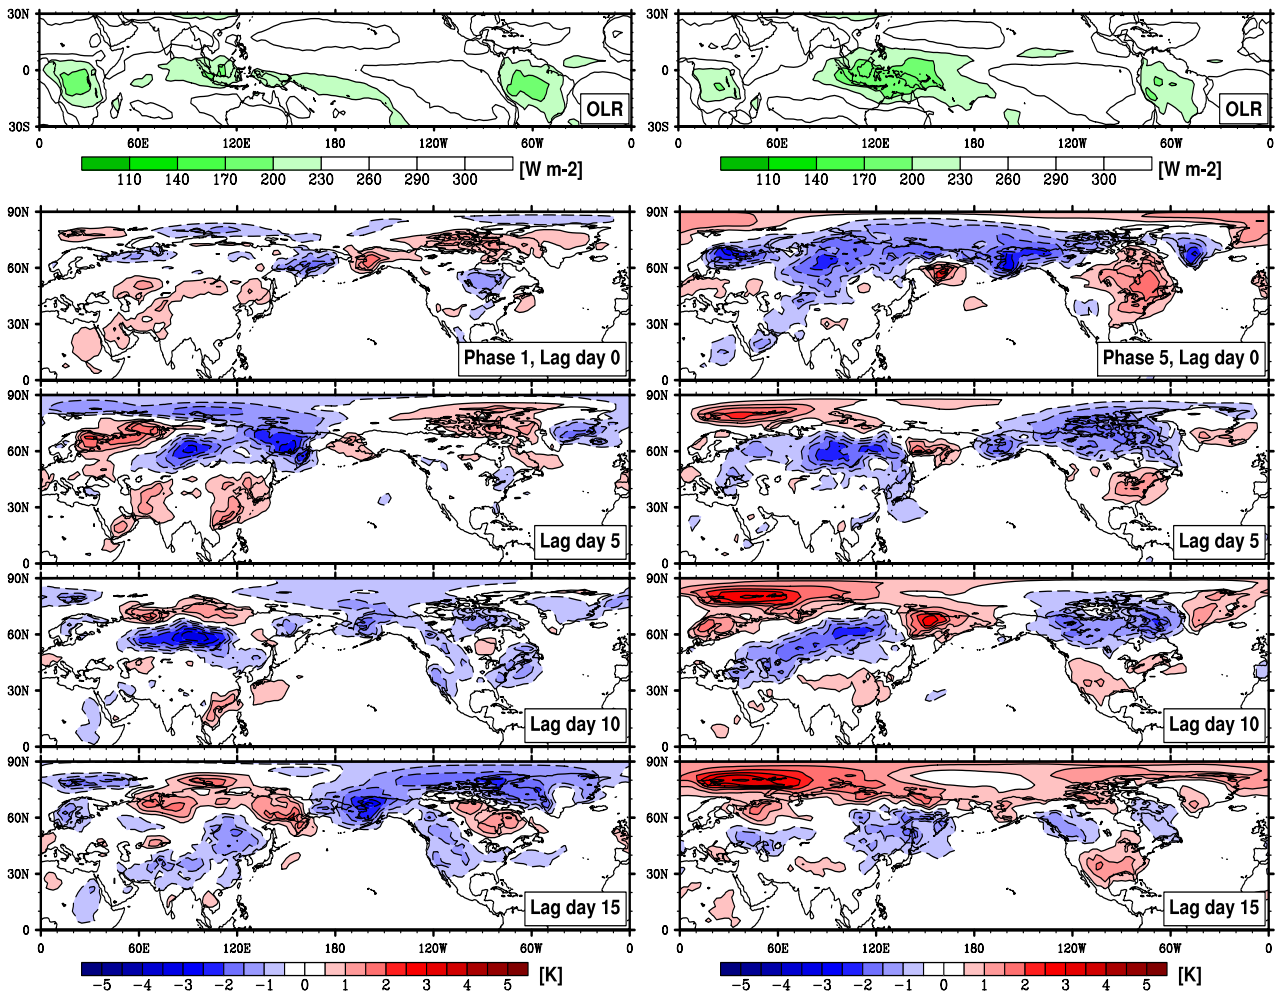 30N
0
30S
0
60E
120E
180
120W
60W
0
OLR
110 140 170 200 230 260 290 300 [W m-2]
0
60E
120E
180
120W
60W
0
OLR
110 140 170 200 230 260 290 300 [W m-2]
90N
60N
30N
0
Phase 1, Lag day 0
90N
60N
30N
0
Phase 5, Lag day 0
90N
60N
30N
0
Lag day 5
90N
60N
30N
0
Lag day 5
90N
60N
30N
0
Lag day 10
90N
60N
30N
0
Lag day 10
90N
60N
30N
0
Lag day 15
0 60E 120E 180 120W 60W 0
90N
60N
30N
0
Lag day 15
0 60E 120E 180 120W 60W 0
-5 -4 -3 -2 -1 0 1 2 3 4 5 [K]
-5 -4 -3 -2 -1 0 1 2 3 4 5 [K]